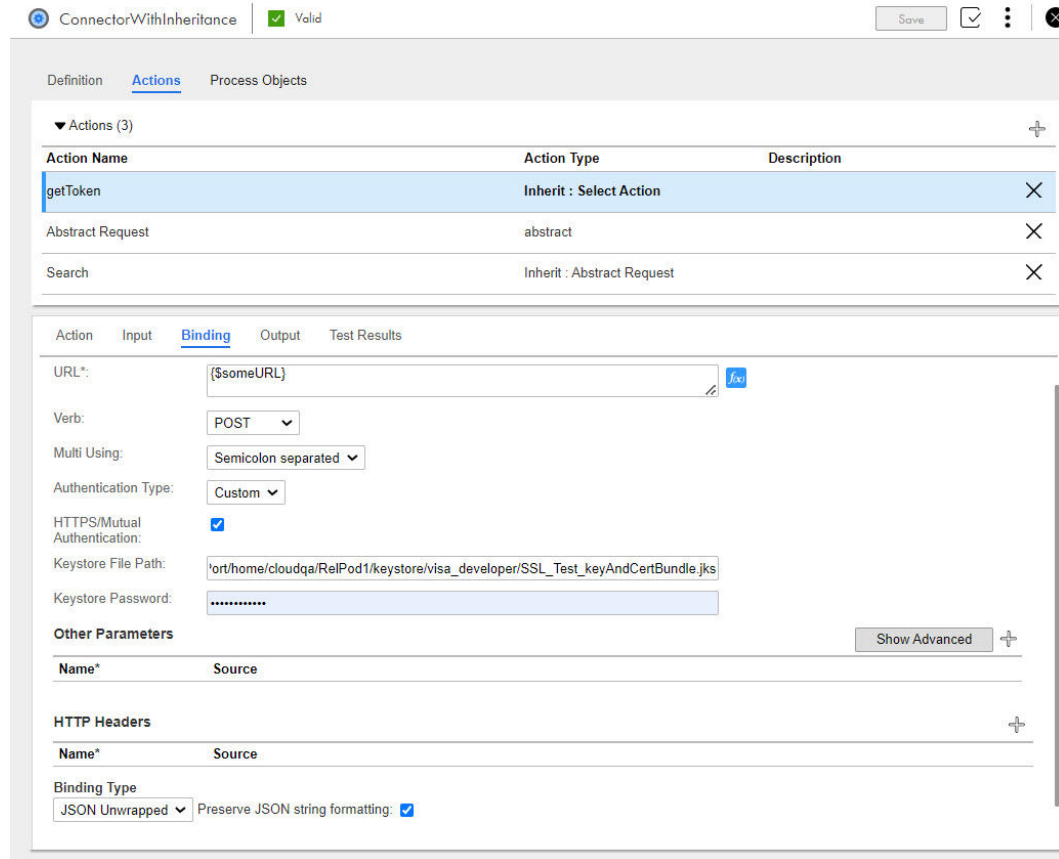 ConnectorWithInheritance Valid Save
Definition Actions Process Objects
Actions (3)
Action Name Action Type Description
getToken Inherit : Select Action
Abstract Request abstract
Search Inherit : Abstract Request
Action Input Binding Output Test Results
URL*: {$someURL} f(x)
Verb: POST
Multi Using: Semicolon separated
Authentication Type: Custom
HTTPS/Mutual
Authentication:
Keystore File Path: ort/home/cloudqa/RelPod1/keystore/visa_developer/SSL_Test_keyAndCertBundle.jks
Keystore Password: ••••••••••••
Other Parameters Show Advanced
Name* Source
HTTP Headers
Name* Source
Binding Type
JSON Unwrapped Preserve JSON string formatting: